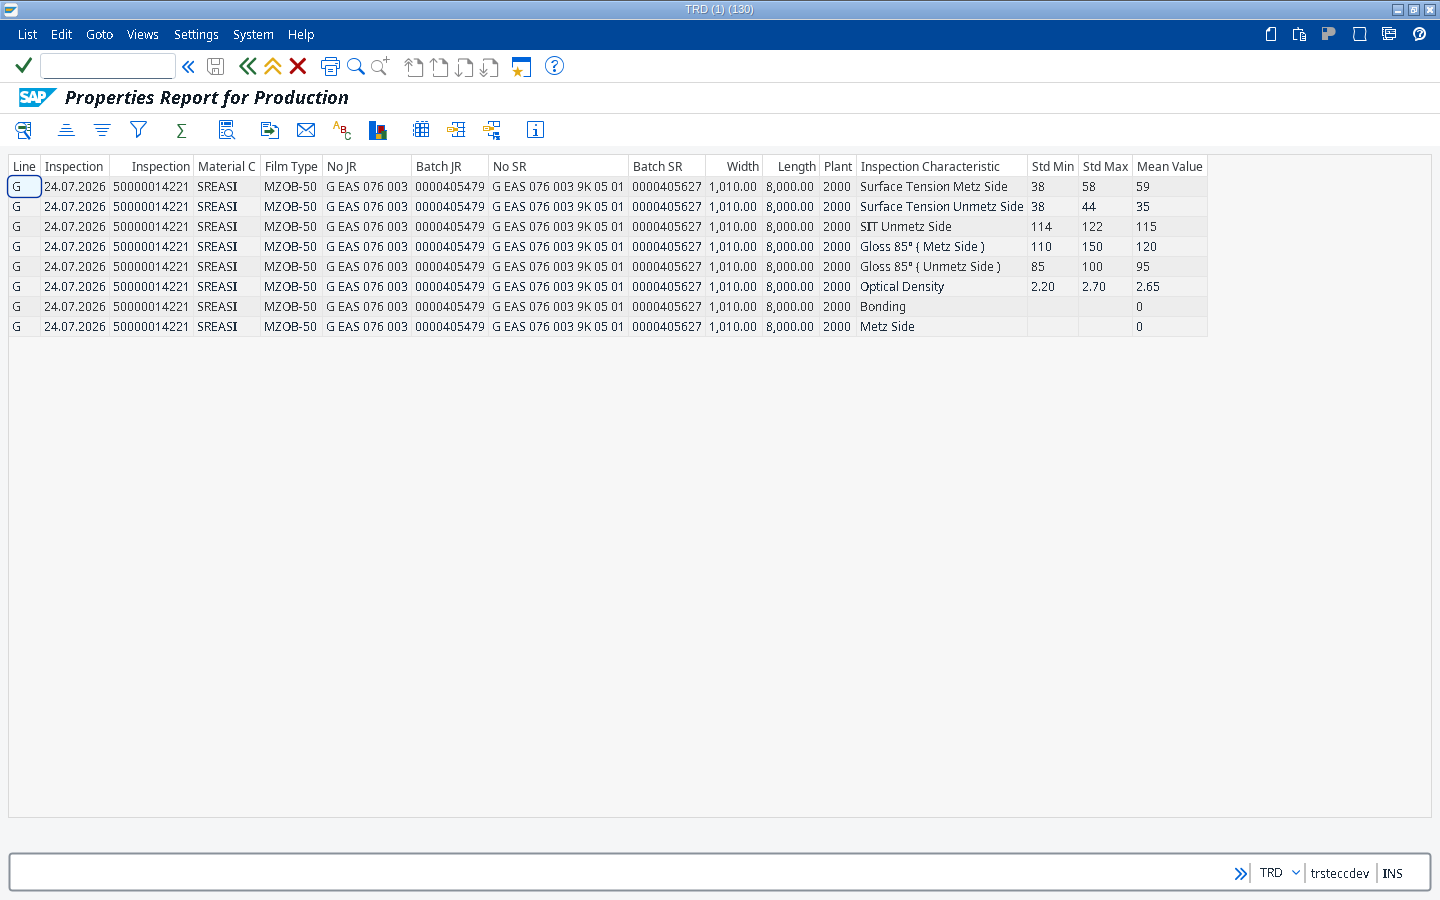 TRD (1) (130)
List Edit Goto Views Settings System Help
SAP Properties Report for Production
Line Inspection Inspection Material C Film Type No JR Batch JR No SR Batch SR Width Length Plant Inspection Characteristic Std Min Std Max Mean Value
G 24.07.2026 50000014221 SREASI MZOB-50 G EAS 076 003 0000405479 G EAS 076 003 9K 05 01 0000405627 1,010.00 8,000.00 2000 Surface Tension Metz Side 38 58 59
G 24.07.2026 50000014221 SREASI MZOB-50 G EAS 076 003 0000405479 G EAS 076 003 9K 05 01 0000405627 1,010.00 8,000.00 2000 Surface Tension Unmetz Side 38 44 35
G 24.07.2026 50000014221 SREASI MZOB-50 G EAS 076 003 0000405479 G EAS 076 003 9K 05 01 0000405627 1,010.00 8,000.00 2000 SIT Unmetz Side 114 122 115
G 24.07.2026 50000014221 SREASI MZOB-50 G EAS 076 003 0000405479 G EAS 076 003 9K 05 01 0000405627 1,010.00 8,000.00 2000 Gloss 85° ( Metz Side ) 110 150 120
G 24.07.2026 50000014221 SREASI MZOB-50 G EAS 076 003 0000405479 G EAS 076 003 9K 05 01 0000405627 1,010.00 8,000.00 2000 Gloss 85° ( Unmetz Side ) 85 100 95
G 24.07.2026 50000014221 SREASI MZOB-50 G EAS 076 003 0000405479 G EAS 076 003 9K 05 01 0000405627 1,010.00 8,000.00 2000 Optical Density 2.20 2.70 2.65
G 24.07.2026 50000014221 SREASI MZOB-50 G EAS 076 003 0000405479 G EAS 076 003 9K 05 01 0000405627 1,010.00 8,000.00 2000 Bonding 0
G 24.07.2026 50000014221 SREASI MZOB-50 G EAS 076 003 0000405479 G EAS 076 003 9K 05 01 0000405627 1,010.00 8,000.00 2000 Metz Side 0
TRD trsteccdev INS